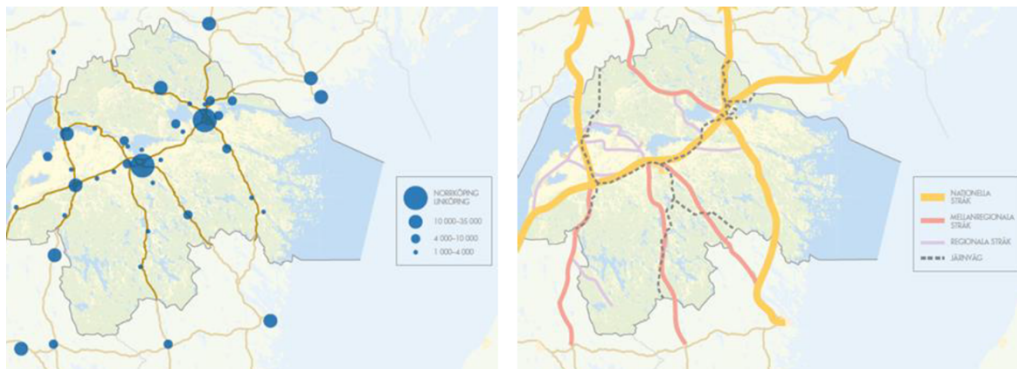 NORRKÖPING
LINKÖPING
10 000–35 000
4 000–10 000
1 000–4 000
NATIONELLA
STRÅK
MELLANREGIONALA
STRÅK
REGIONALA STRÅK
JÄRNVÄG